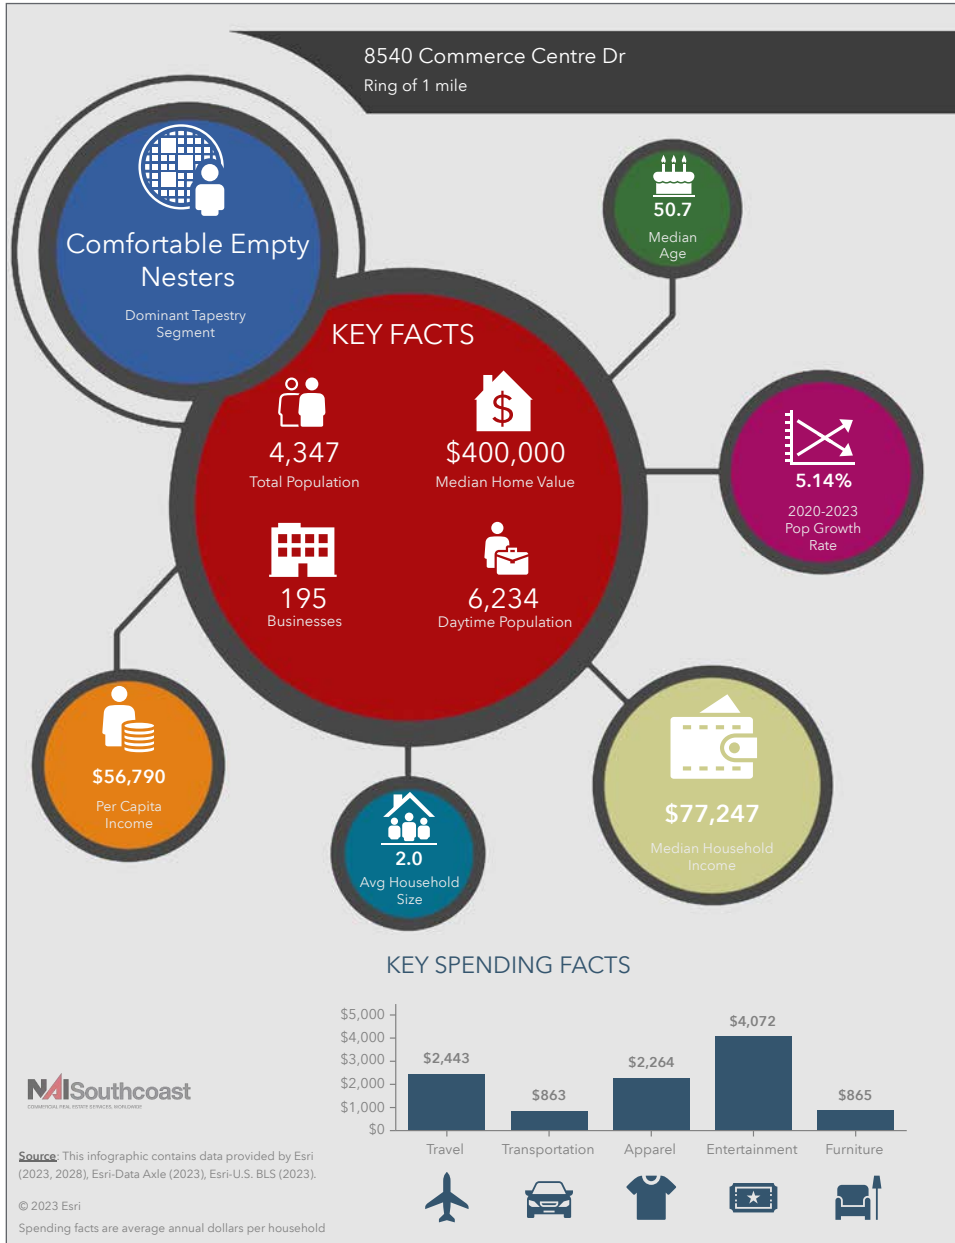 8540 Commerce Centre Dr
Ring of 1 mile
Comfortable Empty
Nesters
Dominant Tapestry
Segment
50.7
Median
Age
KEY FACTS
$
4,347
Total Population
$400,000
Median Home Value
195
Businesses
6,234
Daytime Population
5.14%
2020-2023
Pop Growth
Rate
$56,790
Per Capita
Income
2.0
Avg Household
Size
$77,247
Median Household
Income
KEY SPENDING FACTS
$5,000
$4,000
$3,000
$2,000
$1,000
$0
$2,443
$863
$2,264
$4,072
$865
Travel
Transportation
Apparel
Entertainment
Furniture
NAISouthcoast
COMMERCIAL REAL ESTATE SERVICES, WORLDWIDE
Source: This infographic contains data provided by Esri
(2023, 2028), Esri-Data Axle (2023), Esri-U.S. BLS (2023).
© 2023 Esri
Spending facts are average annual dollars per household